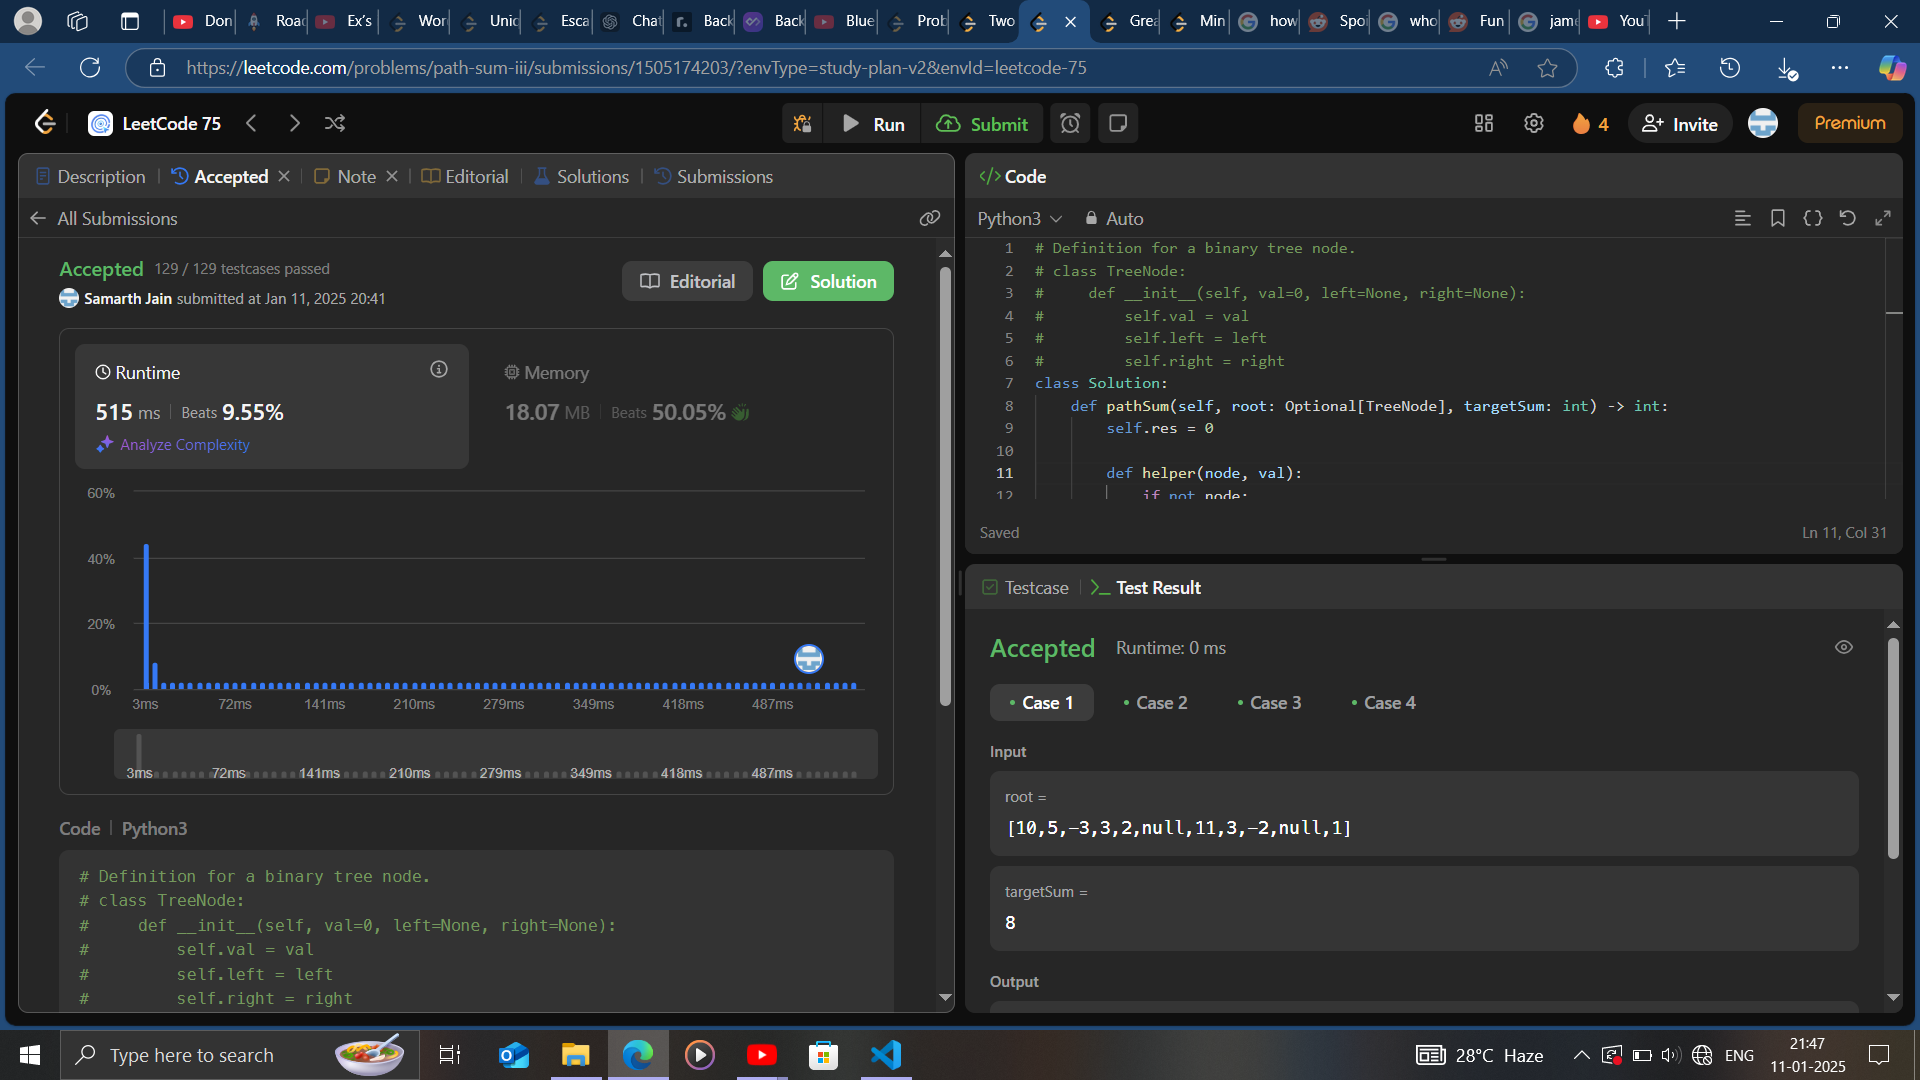 Don
Road
Ex's
Wor
Uniq
Esca
Chat
Back
Back
Blue
Prob
Two
Grea
Min
how
Spoi
who
Fun
jame
YouT
https://leetcode.com/problems/path-sum-iii/submissions/1505174203/?envType=study-plan-v2&envId=leetcode-75
LeetCode 75
Run
Submit
4
Invite
Premium
Description
Accepted
Note
Editorial
Solutions
Submissions
All Submissions
Accepted 129 / 129 testcases passed
Samarth Jain submitted at Jan 11, 2025 20:41
Editorial
Solution
Runtime
515 ms Beats 9.55%
Analyze Complexity
Memory
18.07 MB Beats 50.05%
60%
40%
20%
0%
3ms 72ms 141ms 210ms 279ms 349ms 418ms 487ms
3ms 72ms 141ms 210ms 279ms 349ms 418ms 487ms
Code Python3
# Definition for a binary tree node.
# class TreeNode:
#     def __init__(self, val=0, left=None, right=None):
#         self.val = val
#         self.left = left
#         self.right = right
</> Code
Python3 Auto
1 # Definition for a binary tree node.
2 # class TreeNode:
3 #     def __init__(self, val=0, left=None, right=None):
4 #         self.val = val
5 #         self.left = left
6 #         self.right = right
7 class Solution:
8     def pathSum(self, root: Optional[TreeNode], targetSum: int) -> int:
9         self.res = 0
10
11         def helper(node, val):
12             if not node:
Saved
Ln 11, Col 31
Testcase
Test Result
Accepted Runtime: 0 ms
Case 1
Case 2
Case 3
Case 4
Input
root =
[10,5,-3,3,2,null,11,3,-2,null,1]
targetSum =
8
Output
Type here to search
28°C Haze
ENG
21:47
11-01-2025